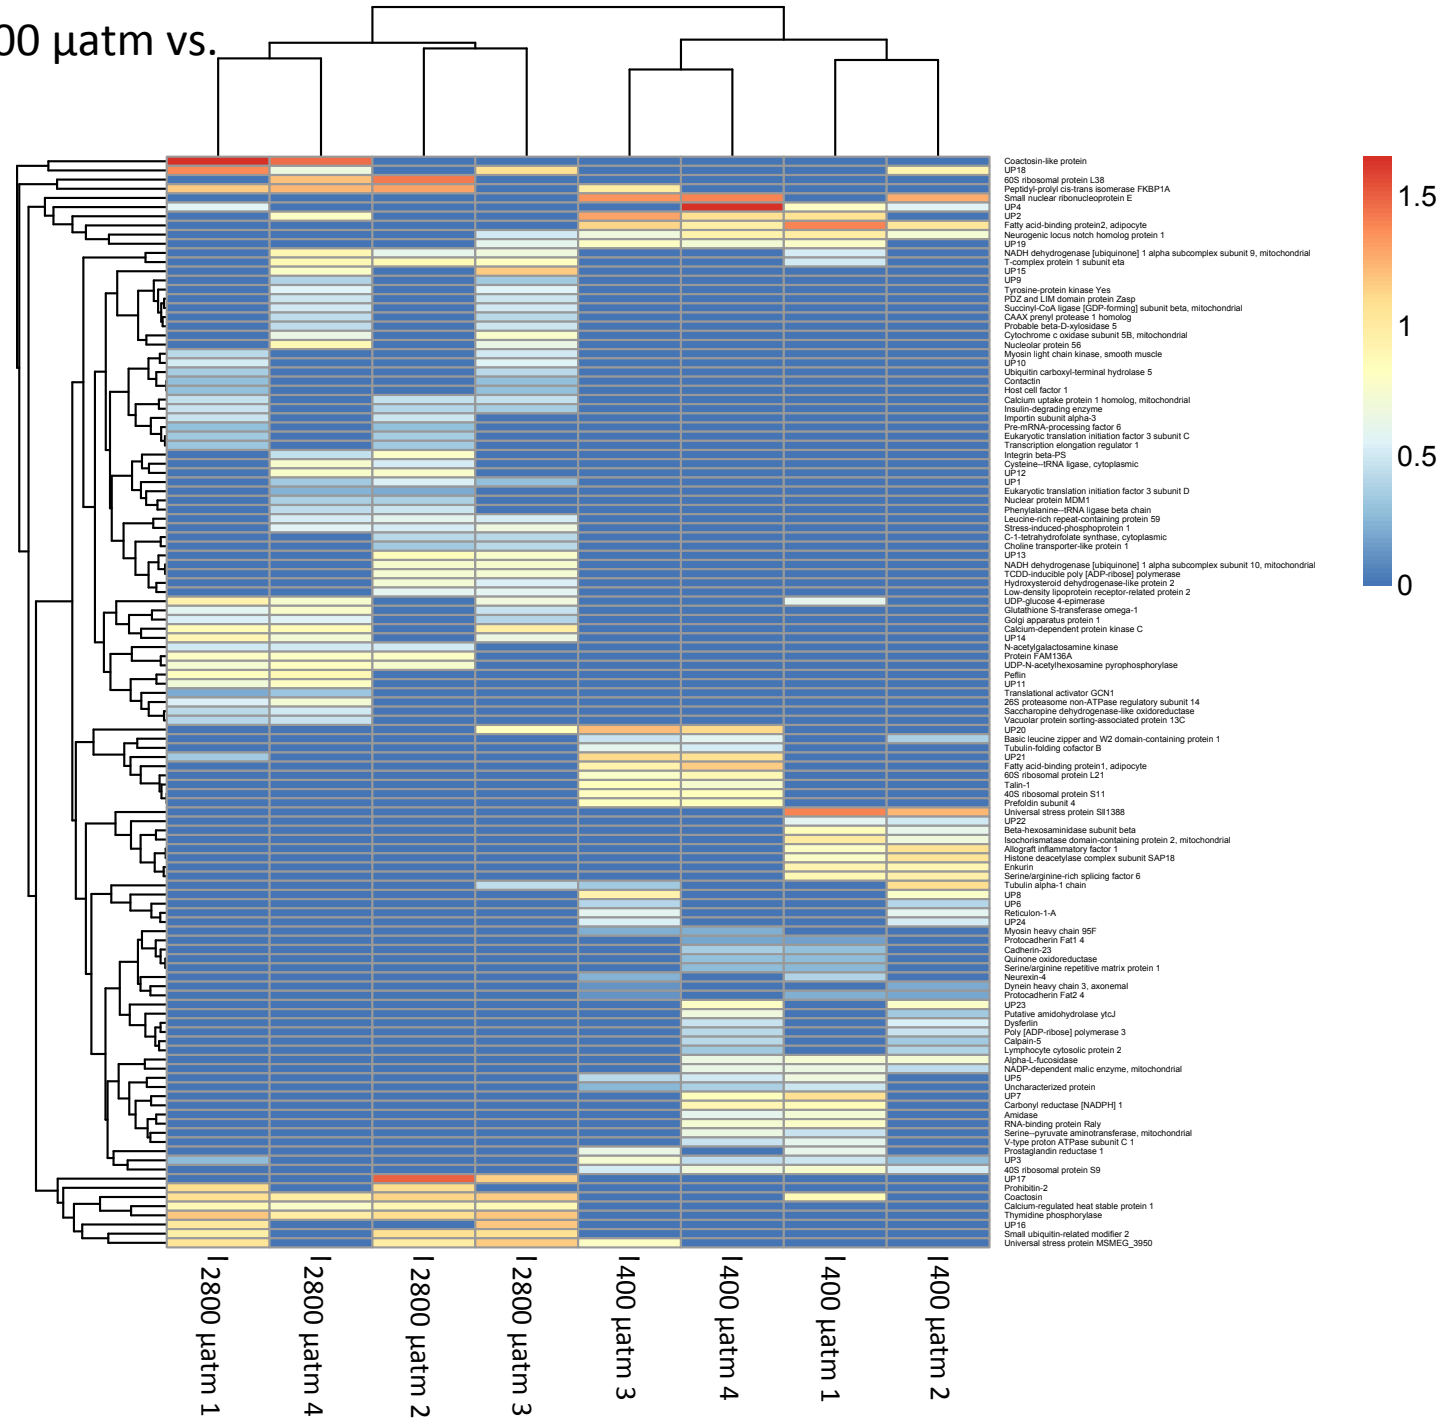 00 µatm vs.
Coactosin-like protein
UP18
60S ribosomal protein L38
Peptidyl-prolyl cis-trans isomerase FKBP1A
Small nuclear ribonucleoprotein E
UP4
UP2
Fatty acid-binding protein2, adipocyte
Neurogenic locus notch homolog protein 1
UP19
NADH dehydrogenase [ubiquinone] 1 alpha subcomplex subunit 9, mitochondrial
T-complex protein 1 subunit eta
UP15
UP9
Tyrosine-protein kinase Yes
PDZ and LIM domain protein Zasp
Succinyl-CoA ligase [GDP-forming] subunit beta, mitochondrial
CAAX prenyl protease 1 homolog
Probable beta-D-xylosidase 5
Cytochrome c oxidase subunit 5B, mitochondrial
Nucleolar protein 56
Myosin light chain kinase, smooth muscle
UP10
Ubiquitin carboxyl-terminal hydrolase 5
Contactin
Host cell factor 1
Calcium uptake protein 1 homolog, mitochondrial
Insulin-degrading enzyme
Importin subunit alpha-3
Pre-mRNA-processing factor 6
Eukaryotic translation initiation factor 3 subunit C
Transcription elongation regulator 1
Integrin beta-PS
Cysteine--tRNA ligase, cytoplasmic
UP12
UP1
Eukaryotic translation initiation factor 3 subunit D
Nuclear protein MDM1
Phenylalanine--tRNA ligase beta chain
Leucine-rich repeat-containing protein 59
Stress-induced-phosphoprotein 1
C-1-tetrahydrofolate synthase, cytoplasmic
Choline transporter-like protein 1
UP13
NADH dehydrogenase [ubiquinone] 1 alpha subcomplex subunit 10, mitochondrial
TCDD-inducible poly [ADP-ribose] polymerase
Hydroxysteroid dehydrogenase-like protein 2
Low-density lipoprotein receptor-related protein 2
UDP-glucose 4-epimerase
Glutathione S-transferase omega-1
Golgi apparatus protein 1
Calcium-dependent protein kinase C
UP14
N-acetylgalactosamine kinase
Protein FAM136A
UDP-N-acetylhexosamine pyrophosphorylase
Peflin
UP11
Translational activator GCN1
26S proteasome non-ATPase regulatory subunit 14
Saccharopine dehydrogenase-like oxidoreductase
Vacuolar protein sorting-associated protein 13C
UP20
Basic leucine zipper and W2 domain-containing protein 1
Tubulin-folding cofactor B
UP21
Fatty acid-binding protein1, adipocyte
60S ribosomal protein L21
Talin-1
40S ribosomal protein S11
Prefoldin subunit 4
Universal stress protein Sll1388
UP22
Beta-hexosaminidase subunit beta
Isochorismatase domain-containing protein 2, mitochondrial
Allograft inflammatory factor 1
Histone deacetylase complex subunit SAP18
Enkurin
Serine/arginine-rich splicing factor 6
Tubulin alpha-1 chain
UP8
UP6
Reticulon-1-A
UP24
Myosin heavy chain 95F
Protocadherin Fat1 4
Cadherin-23
Quinone oxidoreductase
Serine/arginine repetitive matrix protein 1
Neurexin-4
Dynein heavy chain 3, axonemal
Protocadherin Fat2 4
UP23
Putative amidohydrolase ytcJ
Dysferlin
Poly [ADP-ribose] polymerase 3
Calpain-5
Lymphocyte cytosolic protein 2
Alpha-L-fucosidase
NADP-dependent malic enzyme, mitochondrial
UP5
Uncharacterized protein
UP7
Carbonyl reductase [NADPH] 1
Amidase
RNA-binding protein Raly
Serine--pyruvate aminotransferase, mitochondrial
V-type proton ATPase subunit C 1
Prostaglandin reductase 1
UP3
40S ribosomal protein S9
UP17
Prohibitin-2
Coactosin
Calcium-regulated heat stable protein 1
Thymidine phosphorylase
UP16
Small ubiquitin-related modifier 2
Universal stress protein MSMEG_3950
1.5
1
0.5
0
2800 µatm 1
2800 µatm 4
2800 µatm 2
2800 µatm 3
400 µatm 3
400 µatm 4
400 µatm 1
400 µatm 2